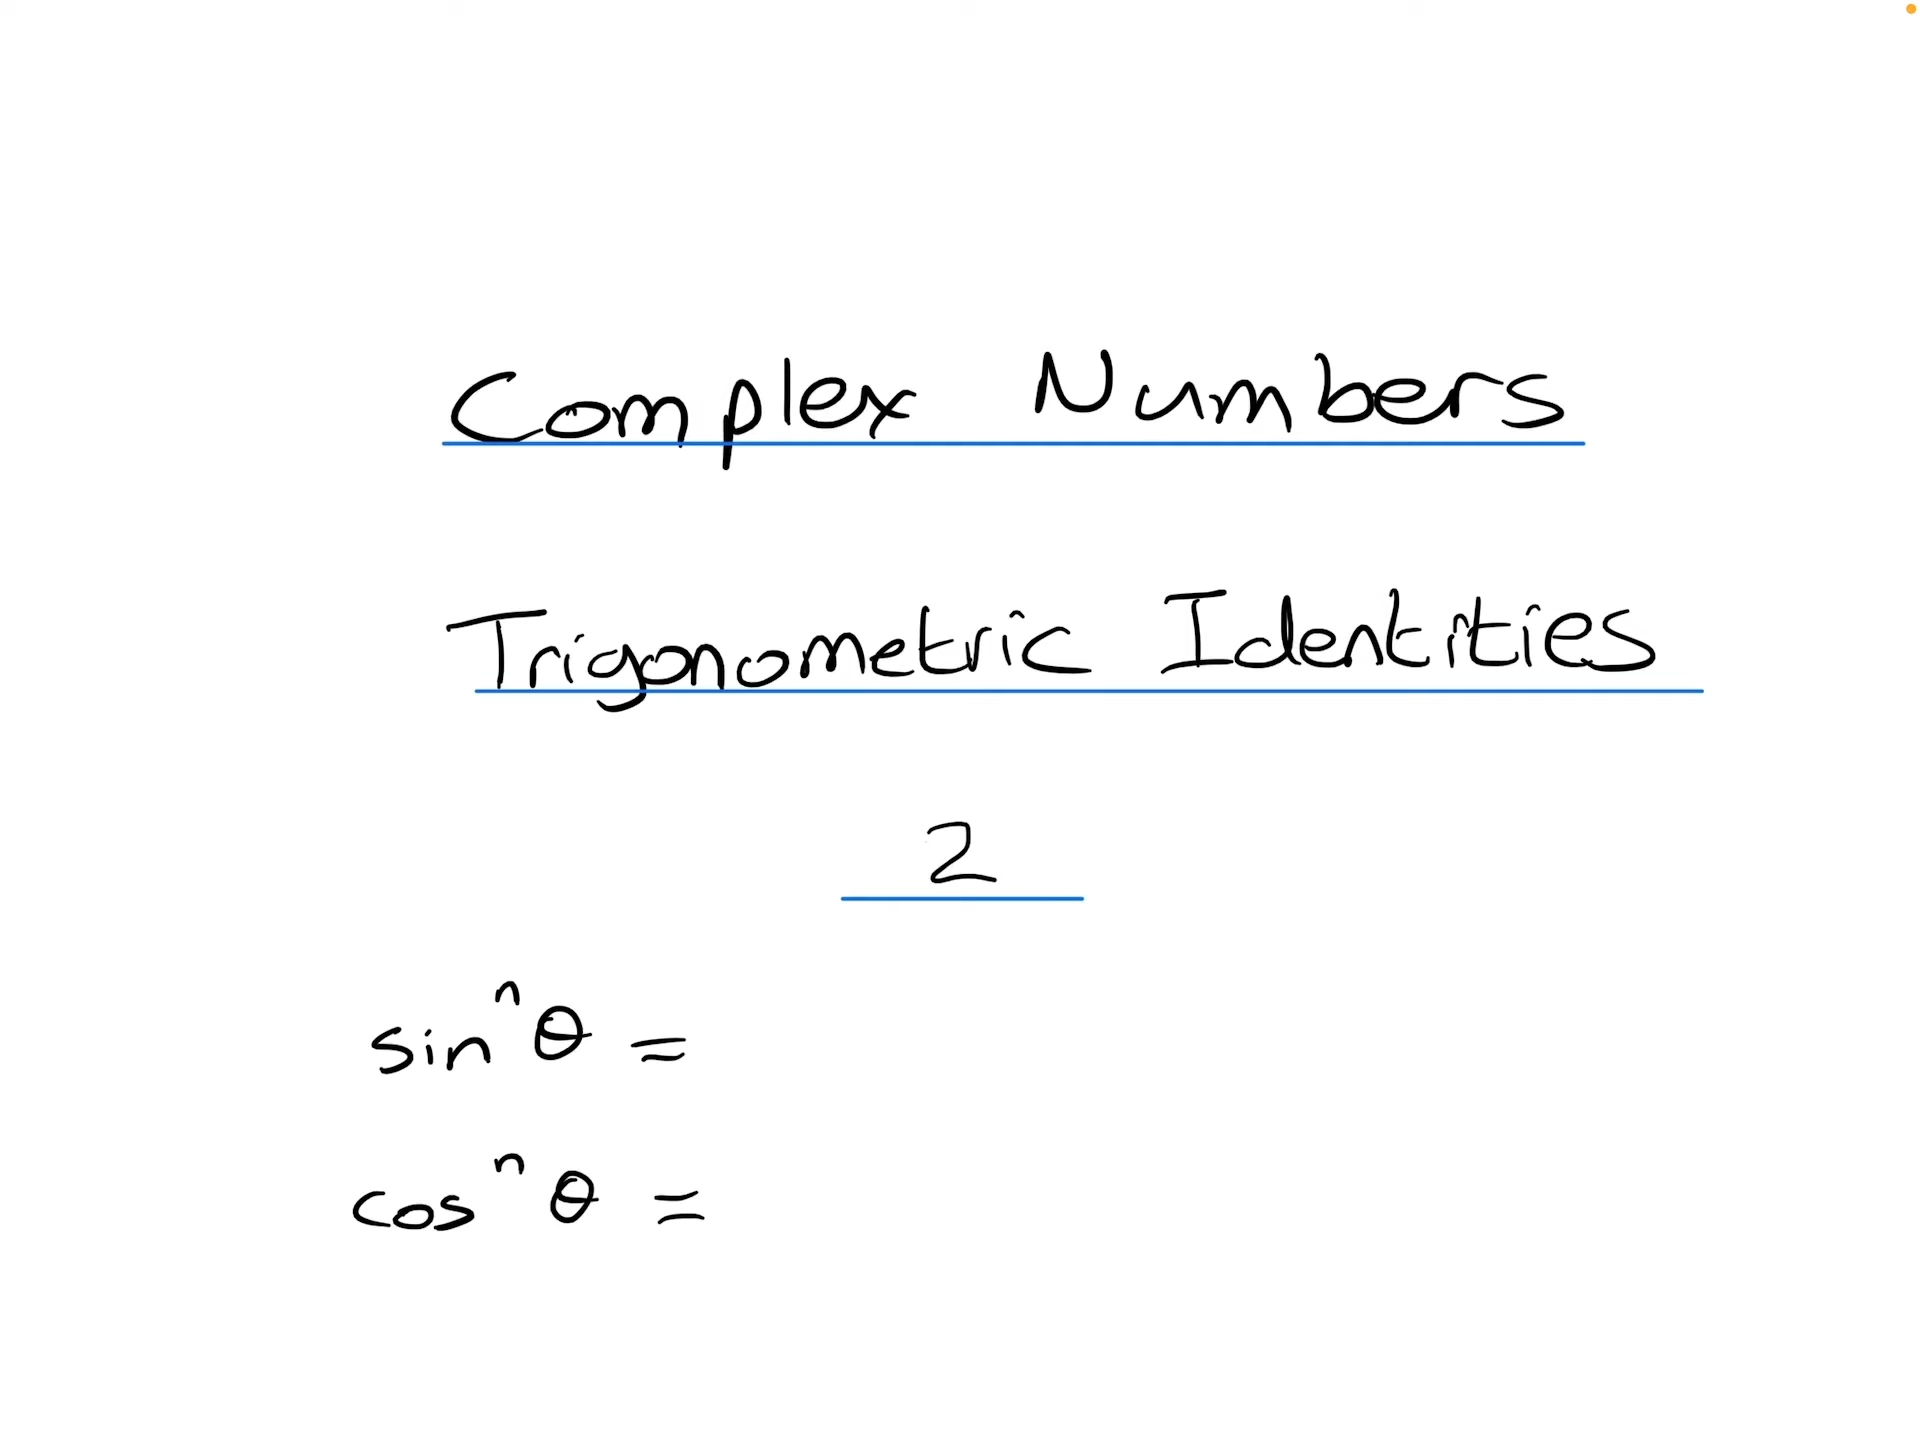 Complex Numbers
Trigonometric Identities
2
sinⁿθ =
cosⁿθ =